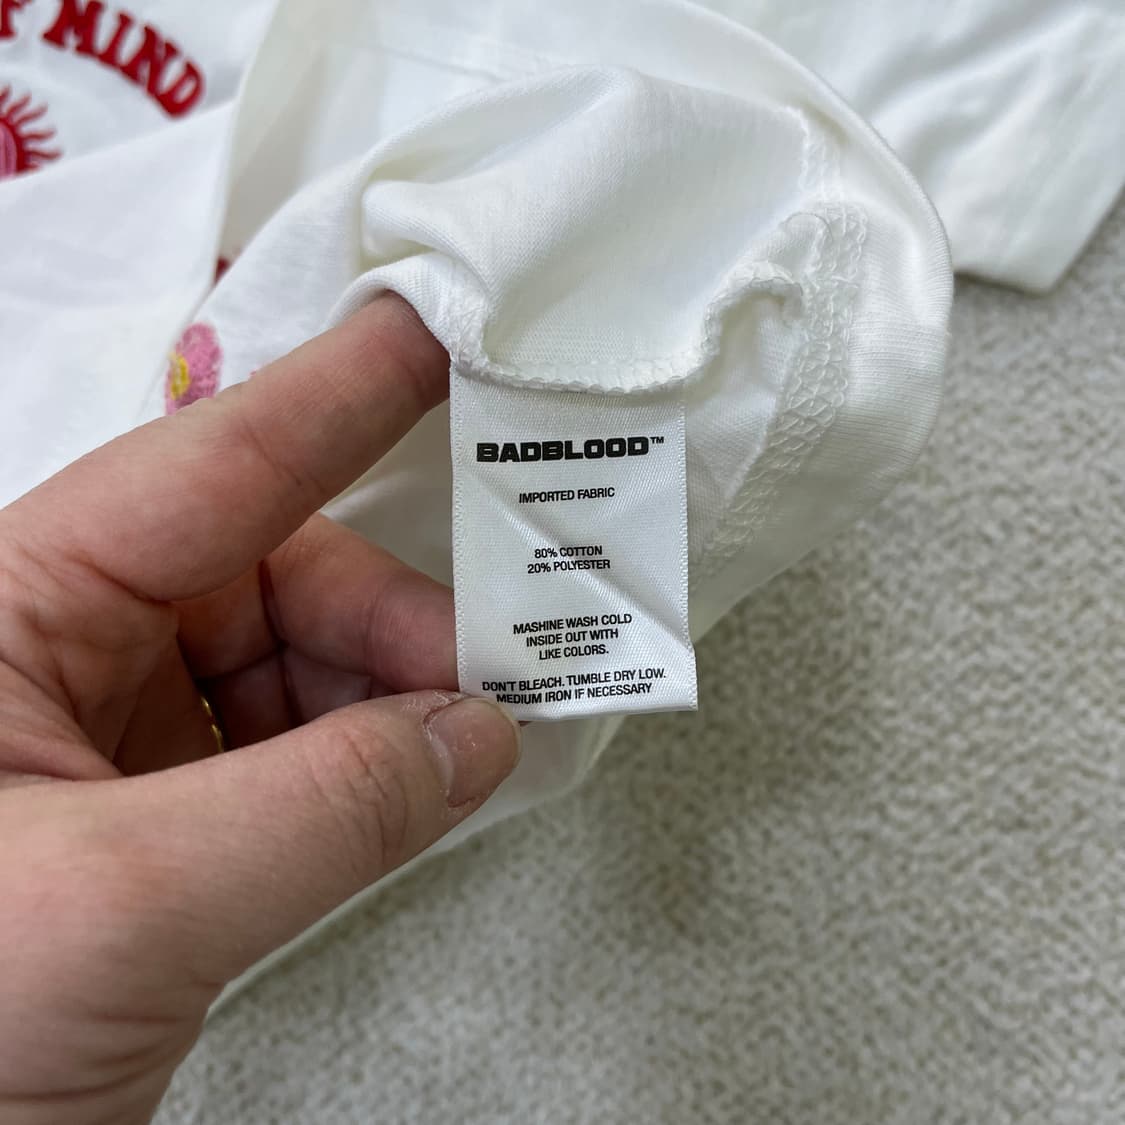 F MIND
BADBLOOD™
IMPORTED FABRIC
80% COTTON
20% POLYESTER
MASHINE WASH COLD
INSIDE OUT WITH
LIKE COLORS.
DON'T BLEACH. TUMBLE DRY LOW.
MEDIUM IRON IF NECESSARY